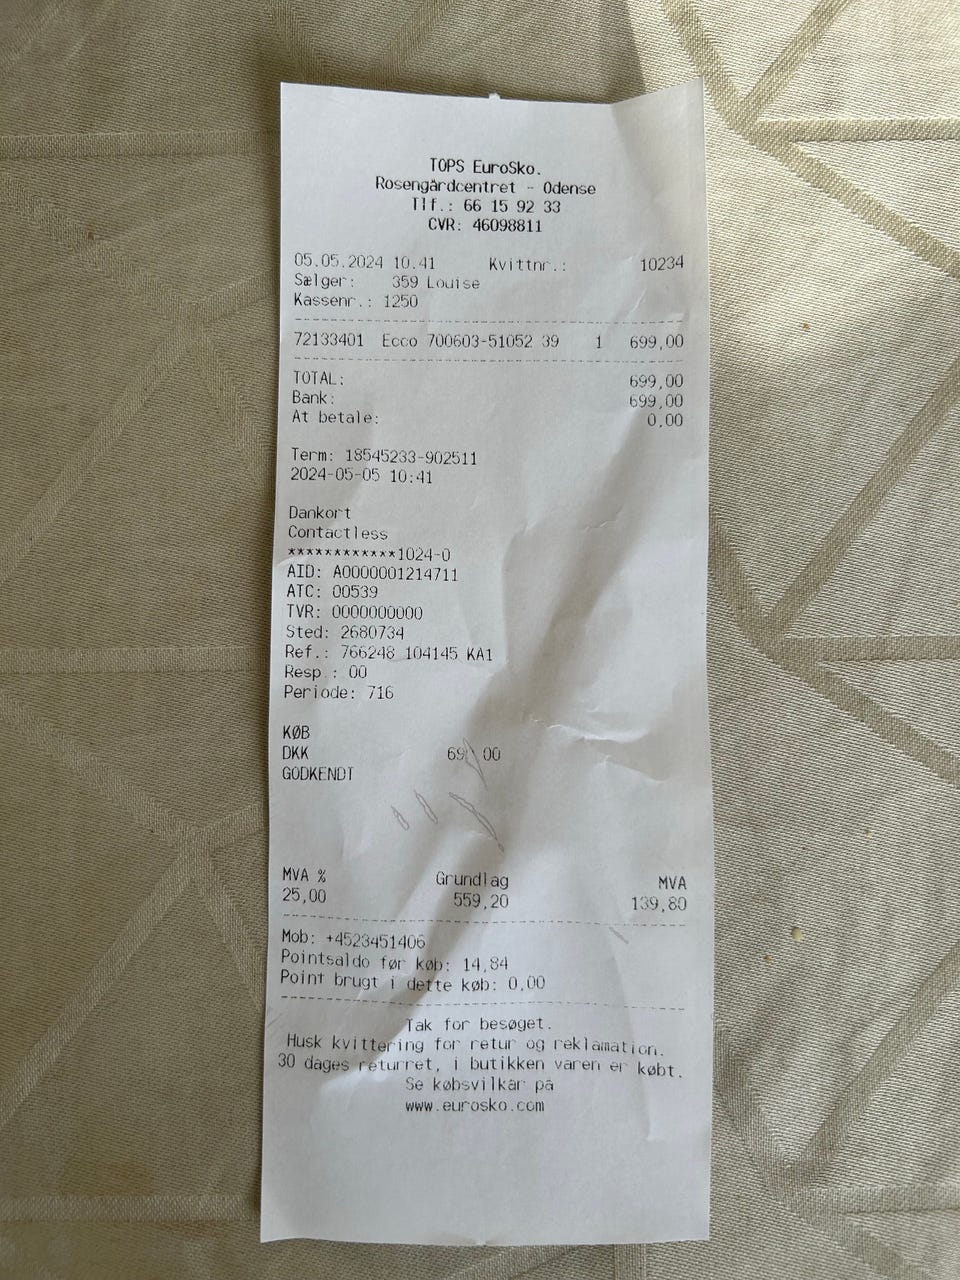 TOPS EuroSko.
Rosengårdcentret - Odense
Tlf.: 66 15 92 33
CVR: 46098811
05.05.2024 10.41 Kvittnr.: 10234
Sælger: 359 Louise
Kassenr.: 1250
72133401 Ecco 700603-51052 39 1 699,00
TOTAL: 699,00
Bank: 699,00
At betale: 0,00
Term: 18545233-902511
2024-05-05 10:41
Dankort
Contactless
************1024-0
AID: A0000001214711
ATC: 00539
TVR: 0000000000
Sted: 2680734
Ref.: 766248 104145 KA1
Resp.: 00
Periode: 716
KØB
DKK
GODKENDT
MVA % Grundlag MVA
25,00 559,20 139,80
Mob: +4523451406
Pointsaldo før køb: 14,84
Point brugt i dette køb: 0,00
Tak for besøget.
Husk kvittering for retur og reklamation.
30 dages returret, i butikken varen er købt.
Se købsvilkår på
www.eurosko.com